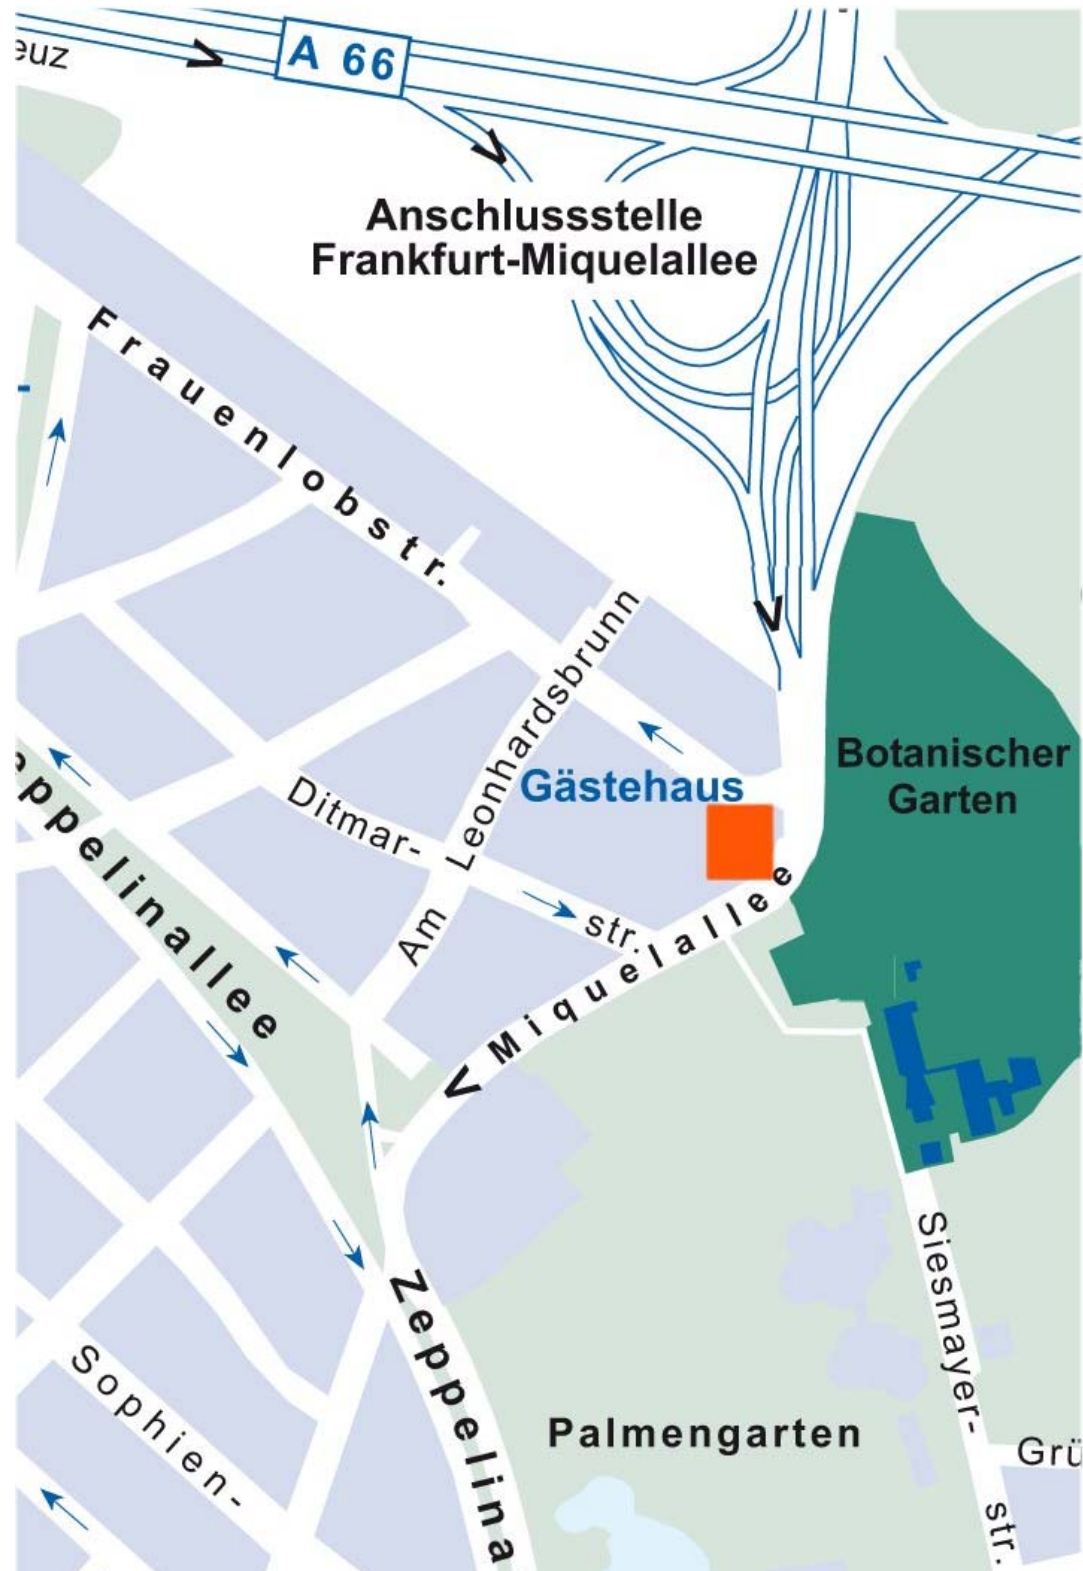 euz
A 66
Anschlussstelle
Frankfurt-Miquelallee
Frauenlobstr.
Am Leonhardsbrunn
Gästehaus
Botanischer
Garten
Ditmar-
str.
eppelinallee
Miquelallee
Siesmayer-
str.
Zeppelina
Sophien-
Palmengarten
Grü